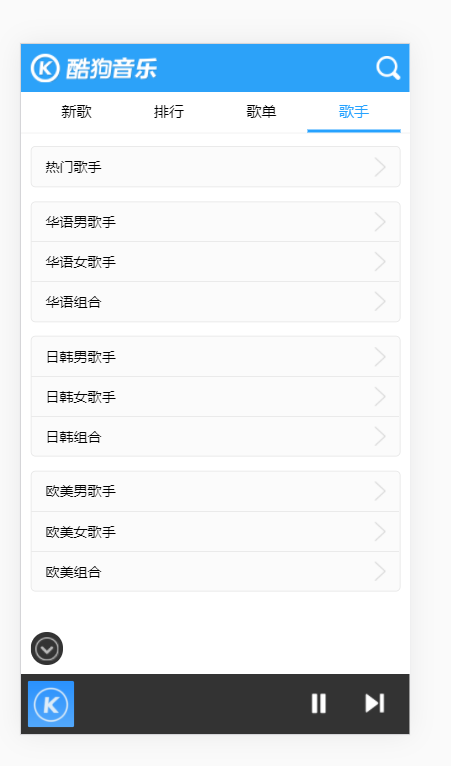 酷狗音乐
新歌 排行 歌单 歌手
热门歌手
华语男歌手
华语女歌手
华语组合
日韩男歌手
日韩女歌手
日韩组合
欧美男歌手
欧美女歌手
欧美组合